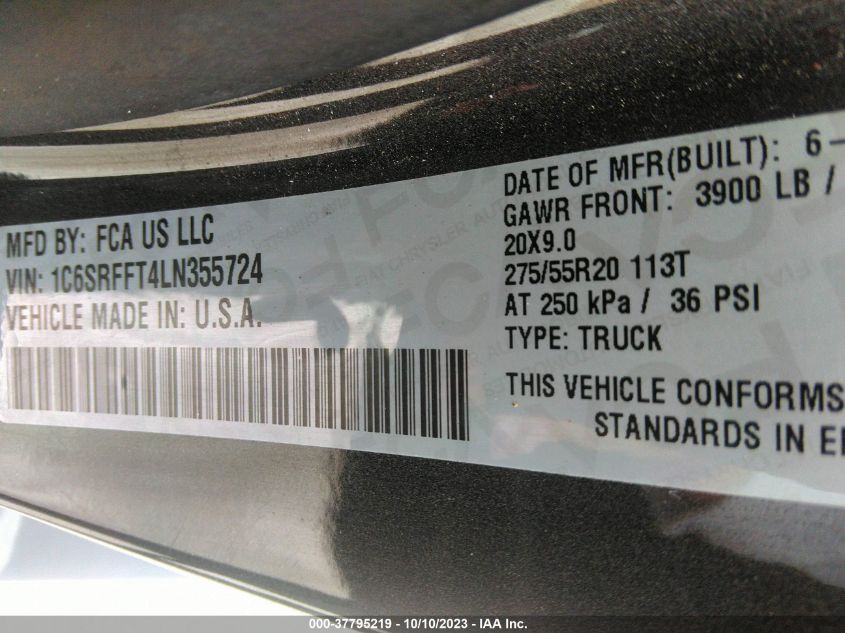 MFD BY: FCA US LLC
VIN: 1C6SRFFT4LN355724
VEHICLE MADE IN: U.S.A.
DATE OF MFR(BUILT): 6-
GAWR FRONT: 3900 LB /
20X9.0
275/55R20 113T
AT 250 kPa / 36 PSI
TYPE: TRUCK
THIS VEHICLE CONFORMS
STANDARDS IN
000-37795219 - 10/10/2023 - IAA Inc.